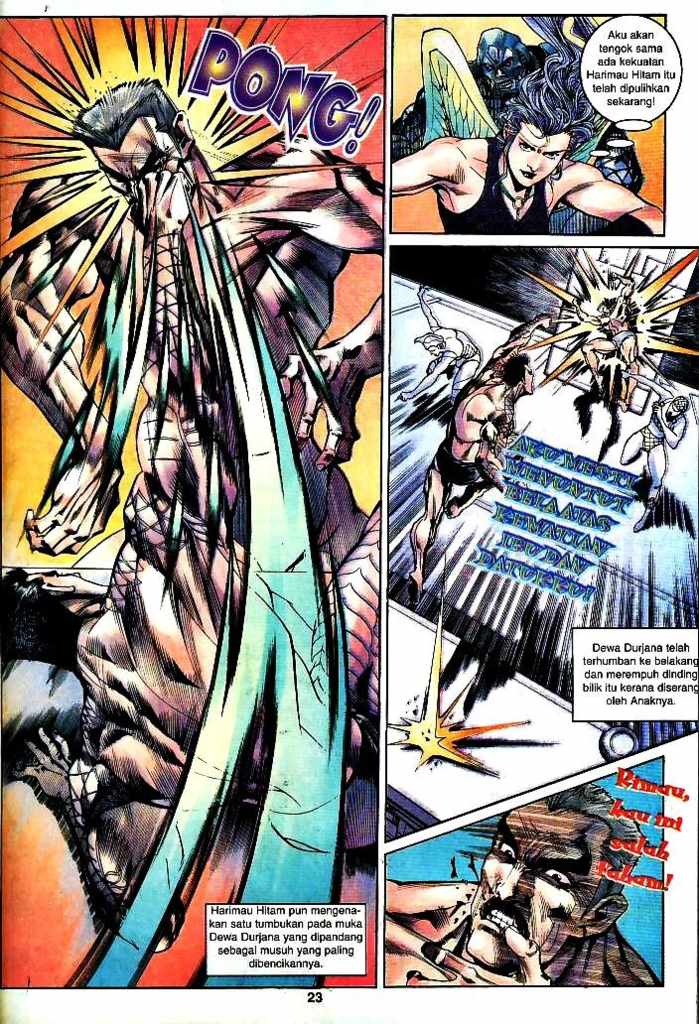 PONG!
Harimau Hitam pun mengena-
kan satu tumbukan pada muka
Dewa Durjana yang dipandang
sebagai musuh yang paling
dibencikannya.
Aku akan
tengok sama
ada kekuatan
Harimau Hitam itu
telah dipulihkan
sekarang!
AKU MESTI
MENUNTUT
BELA ATAS
KEMATIAN
IBU DAN
DATUKKU!
Dewa Durjana telah
terhumban ke belakang
dan merempuh dinding
bilik itu kerana diserang
oleh Anaknya.
Rimau,
kau ini
salah
faham!
23